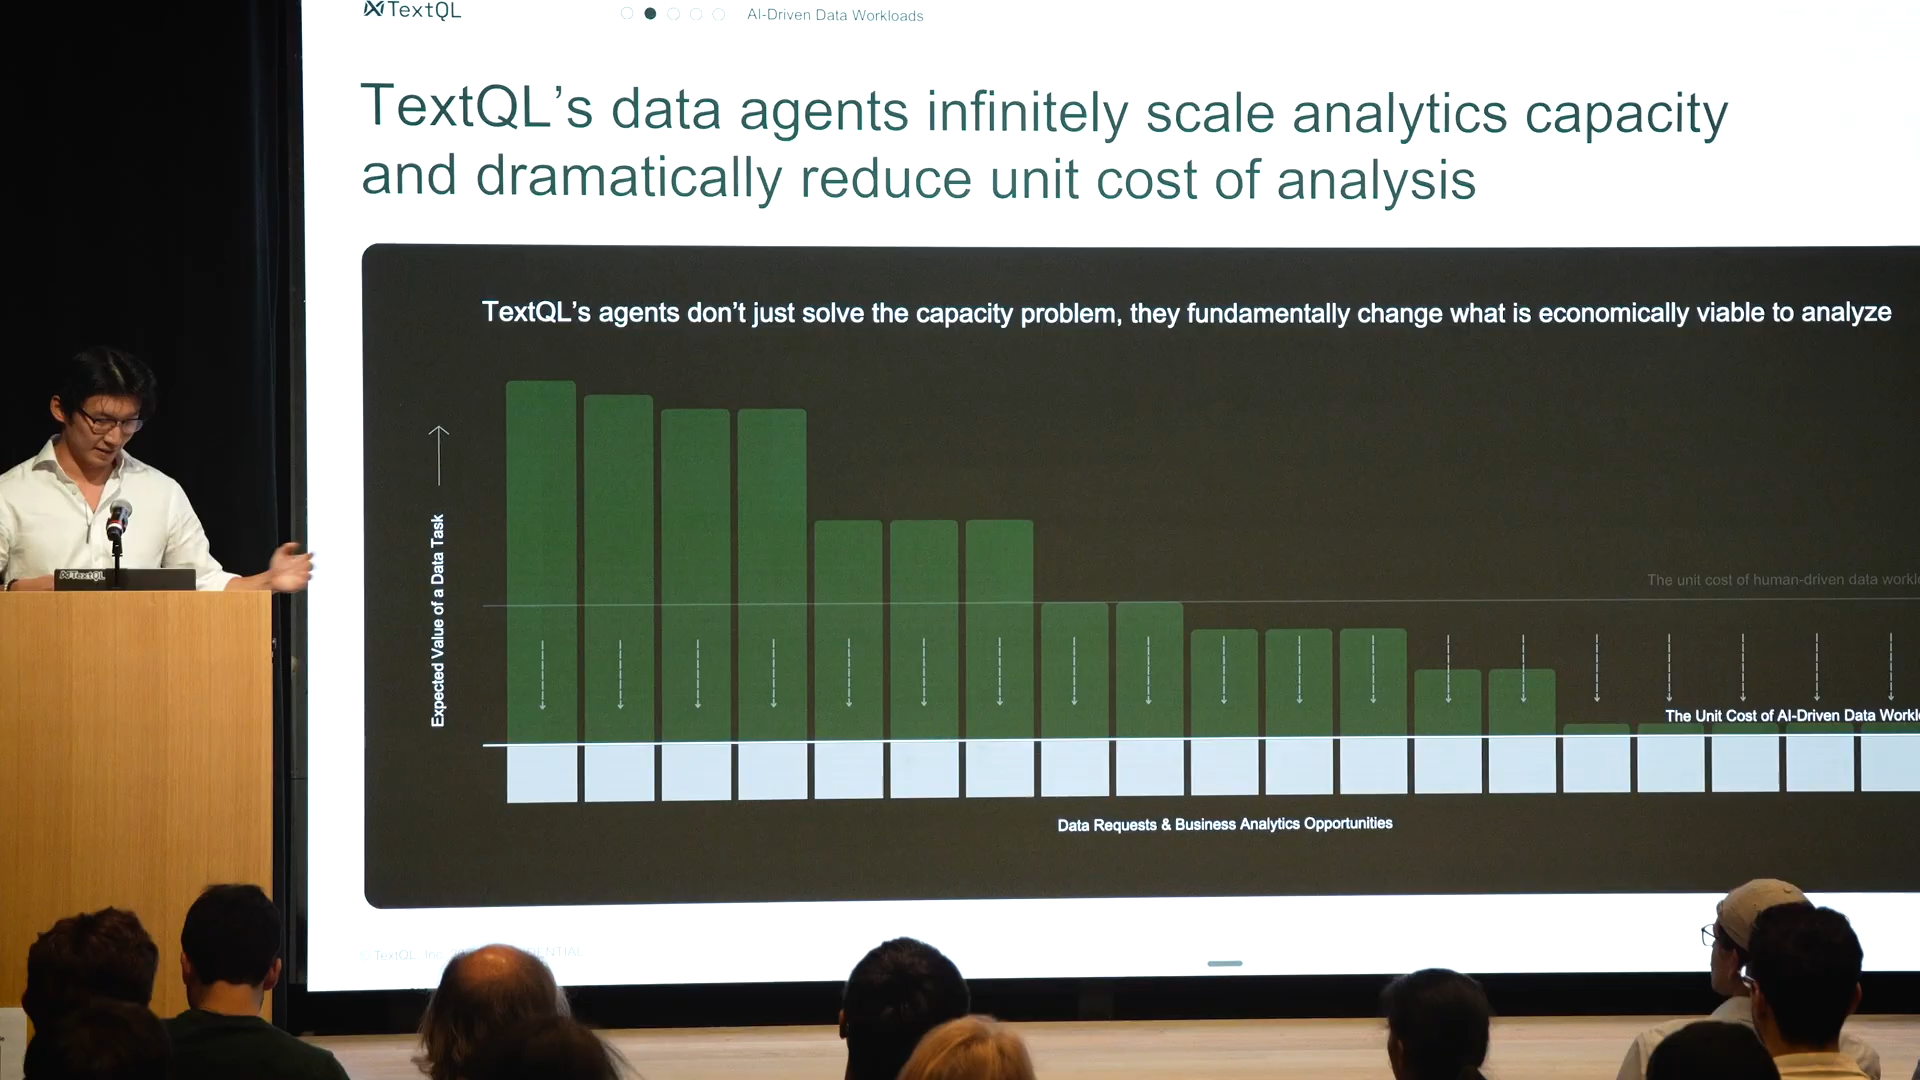 TextQL
AI-Driven Data Workloads
TextQL's data agents infinitely scale analytics capacity
and dramatically reduce unit cost of analysis
TextQL's agents don't just solve the capacity problem, they fundamentally change what is economically viable to analyze
Expected Value of a Data Task
The unit cost of human-driven data
The Unit Cost of AI-Driven Data
Data Requests & Business Analytics Opportunities
TextQL
© TextQL, Inc.